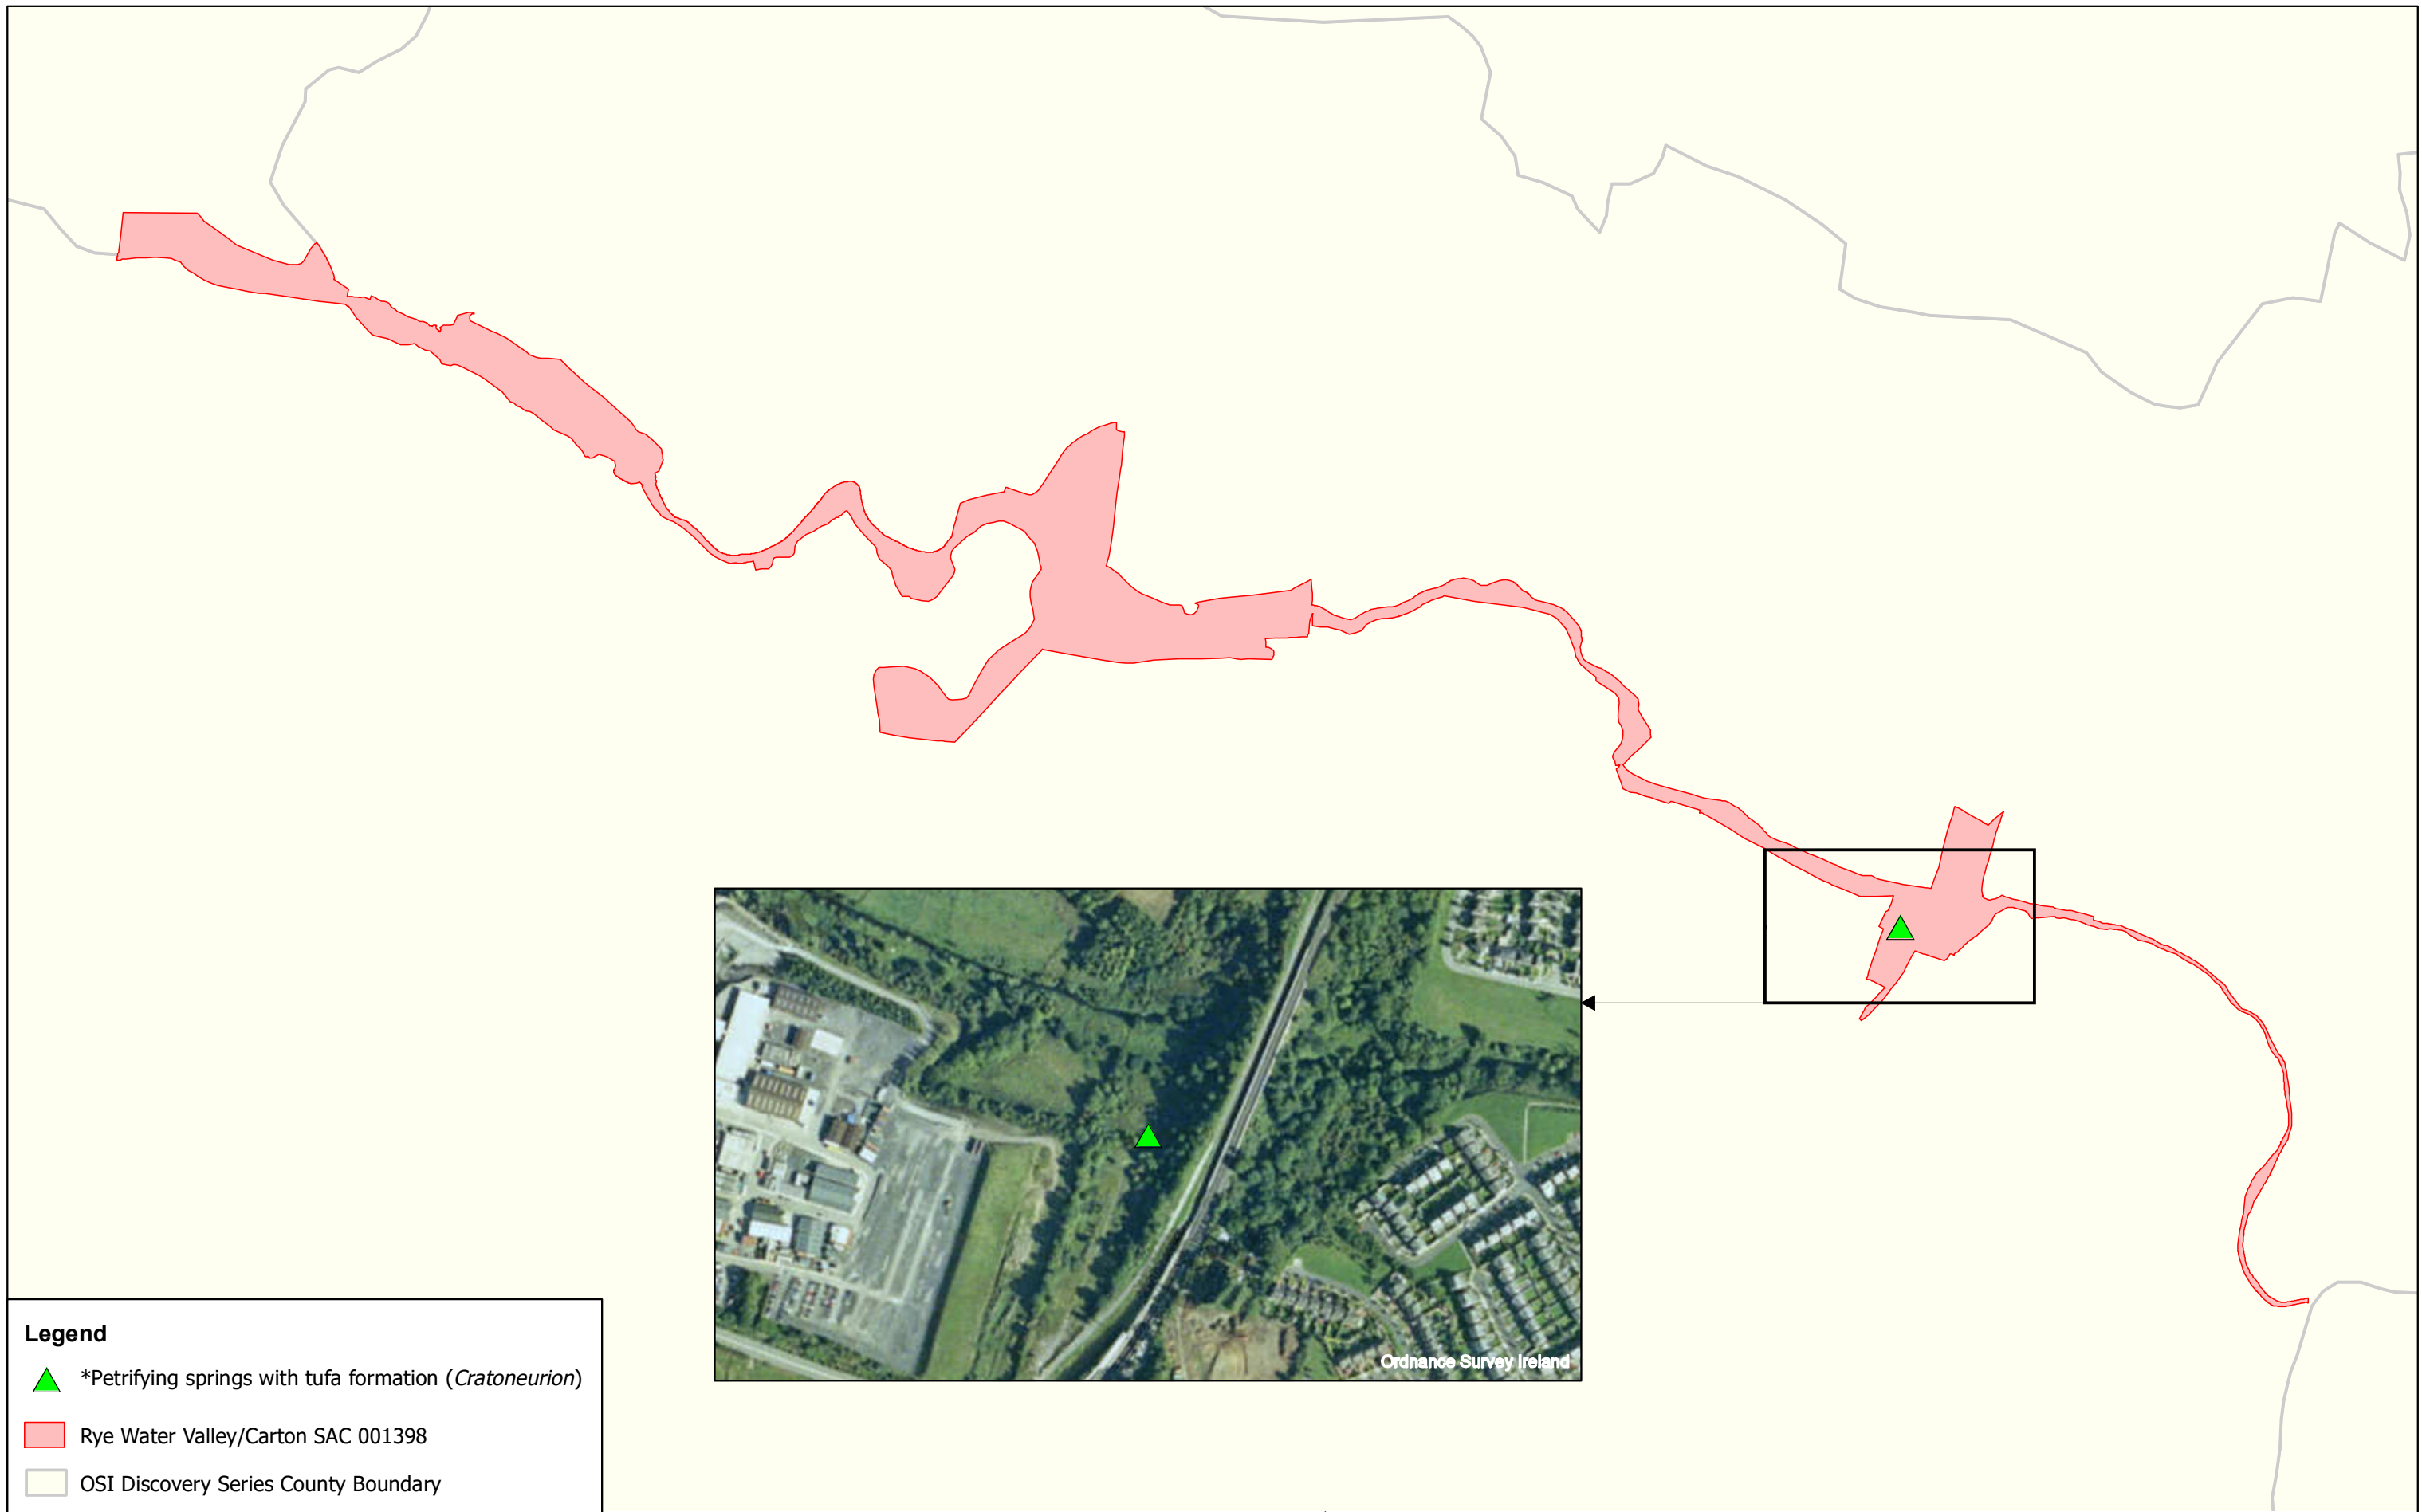 Ordnance Survey Ireland
Legend
*Petrifying springs with tufa formation (Cratoneurion)
Rye Water Valley/Carton SAC 001398
OSI Discovery Series County Boundary